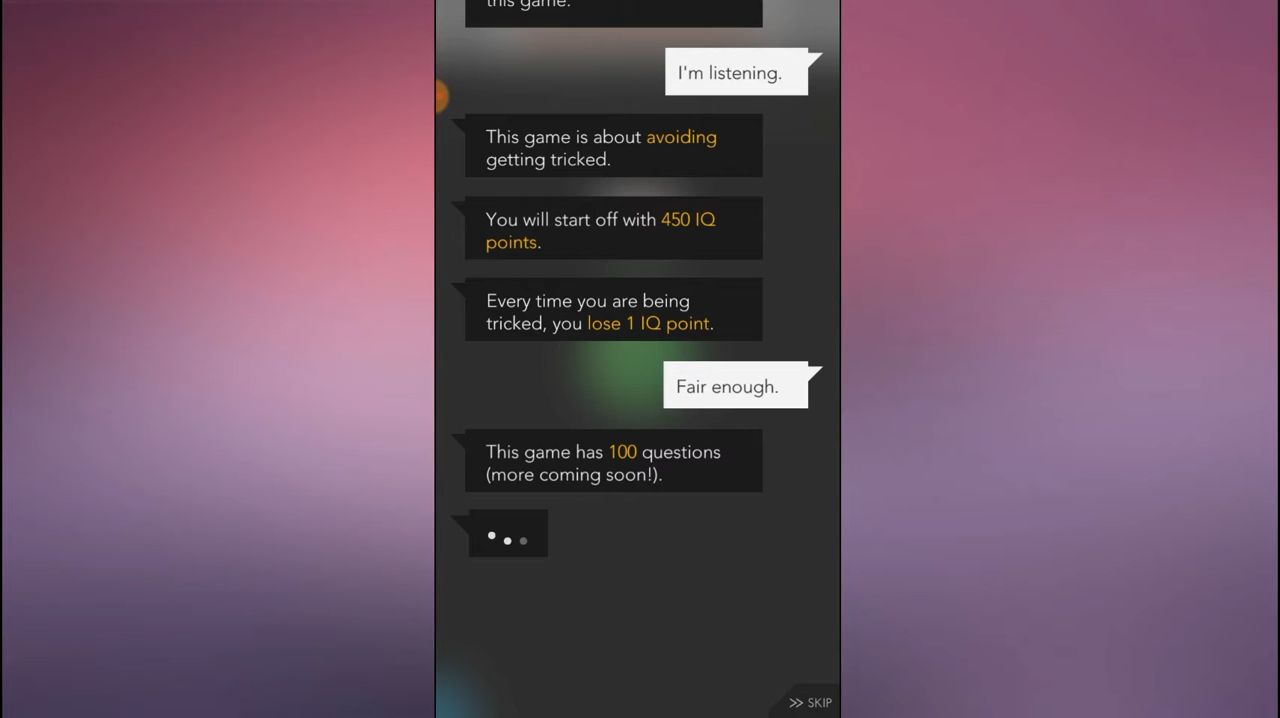 this game.
I'm listening.
This game is about avoiding
getting tricked.
You will start off with 450 IQ
points.
Every time you are being
tricked, you lose 1 IQ point.
Fair enough.
This game has 100 questions
(more coming soon!).
SKIP